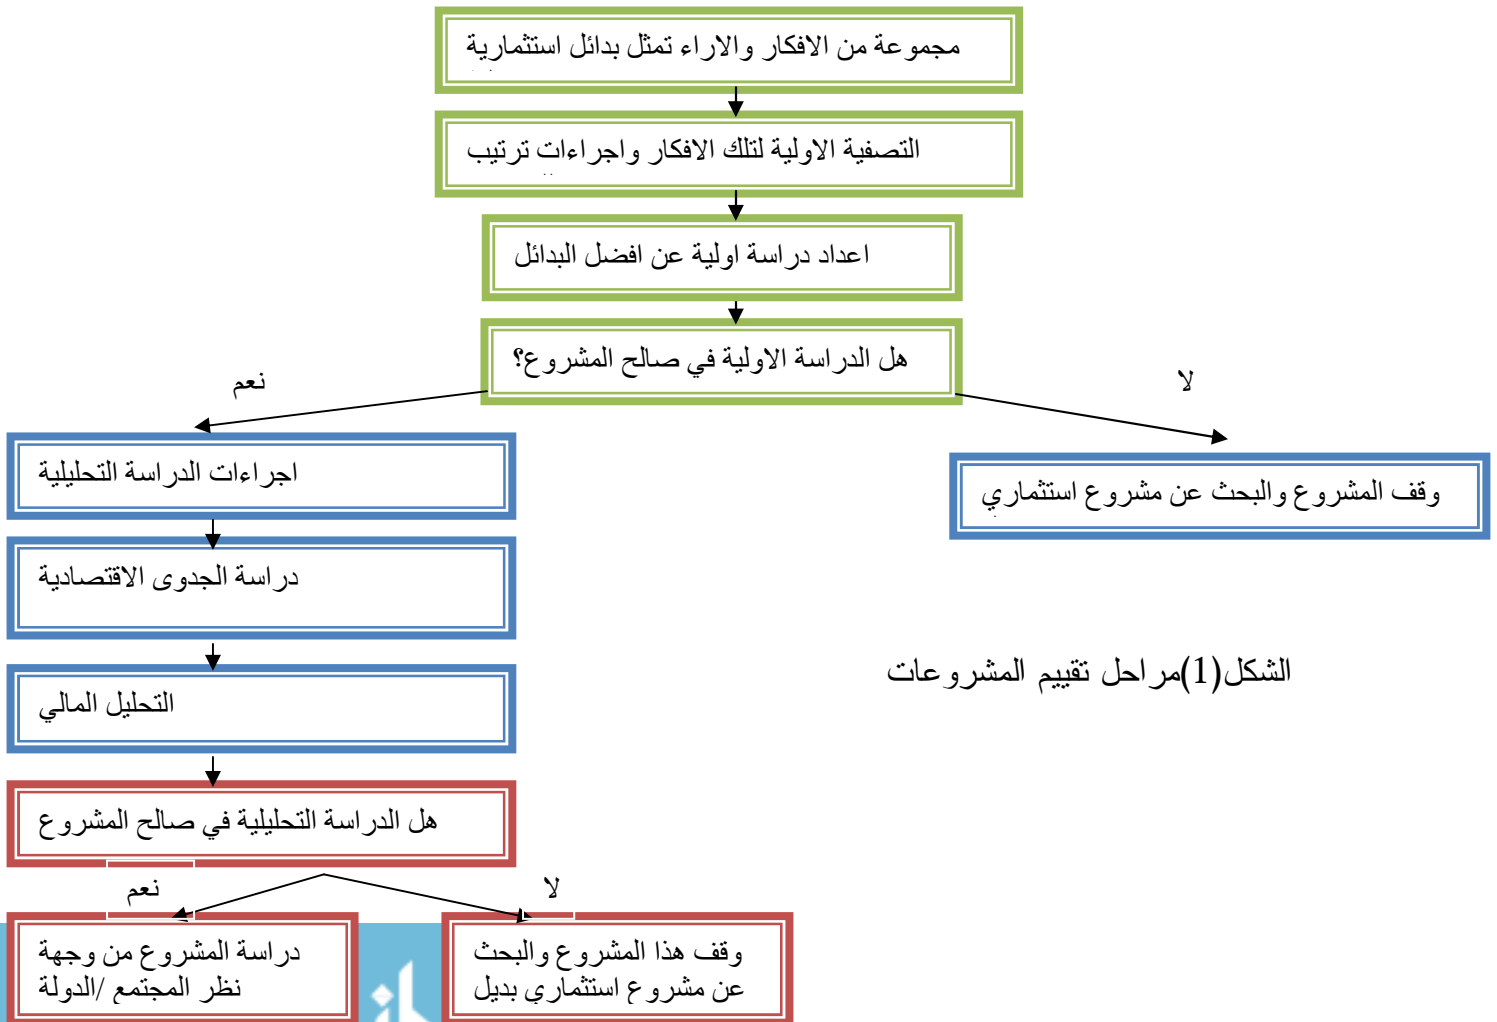 مجموعة من الافكار والاراء تمثل بدائل استثمارية
التصفية الاولية لتلك الافكار واجراءات ترتيب
اعداد دراسة اولية عن افضل البدائل
هل الدراسة الاولية في صالح المشروع؟
نعم
لا
اجراءات الدراسة التحليلية
وقف المشروع والبحث عن مشروع استثماري
دراسة الجدوى الاقتصادية
الشكل(1)مراحل تقييم المشروعات
التحليل المالي
هل الدراسة التحليلية في صالح المشروع
نعم
لا
دراسة المشروع من وجهة
نظر المجتمع /الدولة
وقف هذا المشروع والبحث
عن مشروع استثماري بديل